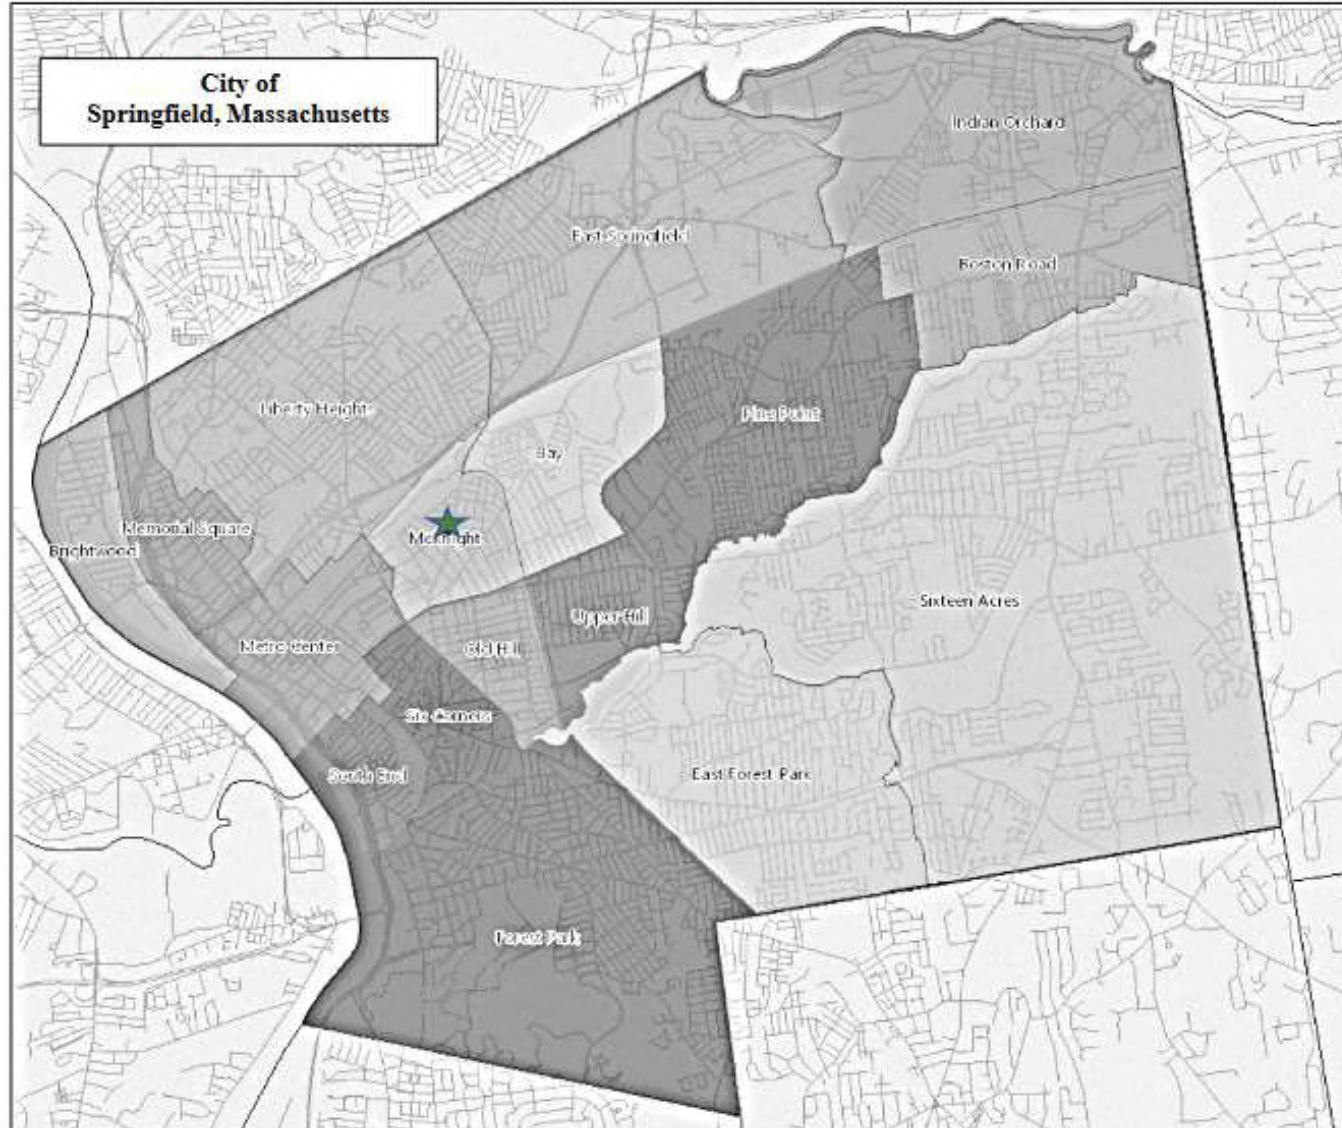 City of
Springfield, Massachusetts
Indian Orchard
East Springfield
Boston Road
Liberty Heights
Pine Point
Bay
Memorial Square
McKnight
Brightwood
Sixteen Acres
Upper Hill
Metro Center
Old Hill
Six Corners
South End
East Forest Park
Forest Park